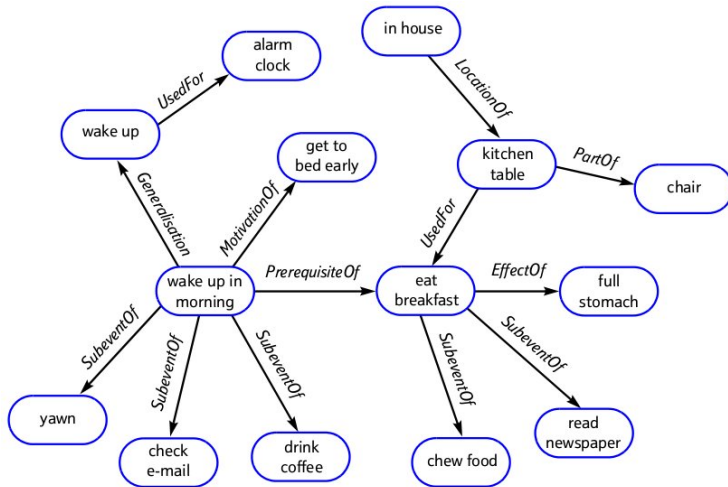 alarm
clock
in house
UsedFor
LocationOf
wake up
get to
bed early
kitchen
table
PartOf
chair
Generalisation
MotivationOf
UsedFor
wake up in
morning
PrerequisiteOf
eat
breakfast
EffectOf
full
stomach
SubeventOf
SubeventOf
SubeventOf
SubeventOf
SubeventOf
yawn
check
e-mail
drink
coffee
chew food
read
newspaper